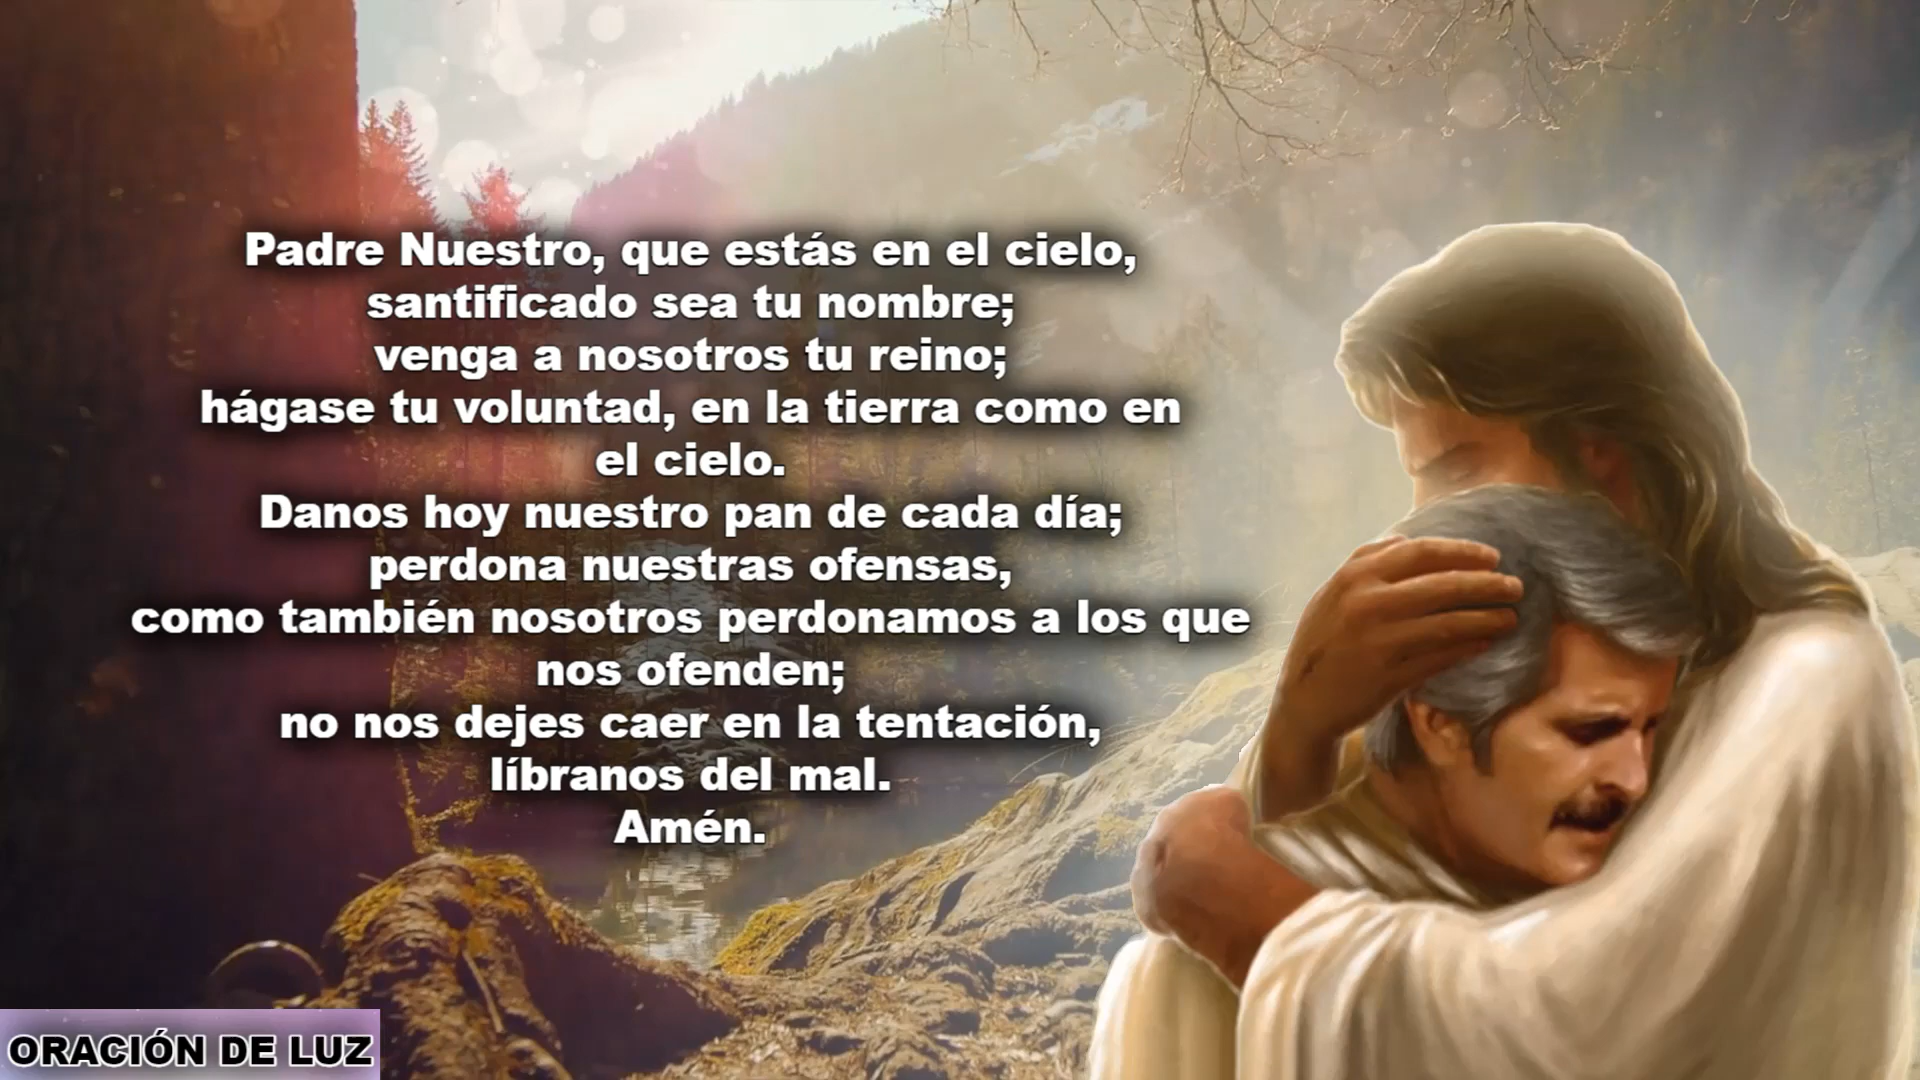 Padre Nuestro, que estás en el cielo,
santificado sea tu nombre;
venga a nosotros tu reino;
hágase tu voluntad, en la tierra como en
el cielo.
Danos hoy nuestro pan de cada día;
perdona nuestras ofensas,
como también nosotros perdonamos a los que
nos ofenden;
no nos dejes caer en la tentación,
líbranos del mal.
Amén.
ORACIÓN DE LUZ